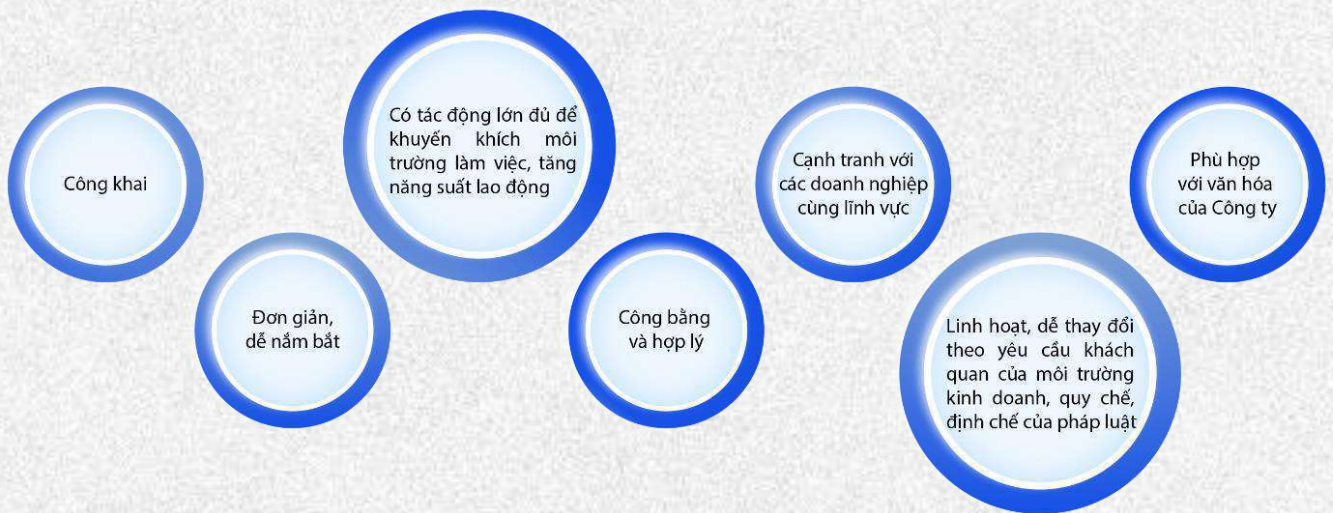 Công khai
Đơn giản,
dễ nắm bắt
Có tác động lớn đủ để
khuyến khích môi
trường làm việc, tăng
năng suất lao động
Công bằng
và hợp lý
Cạnh tranh với
các doanh nghiệp
cùng lĩnh vực
Linh hoạt, dễ thay đổi
theo yêu cầu khách
quan của môi trường
kinh doanh, quy chế,
định chế của pháp luật
Phù hợp
với văn hóa
của Công ty